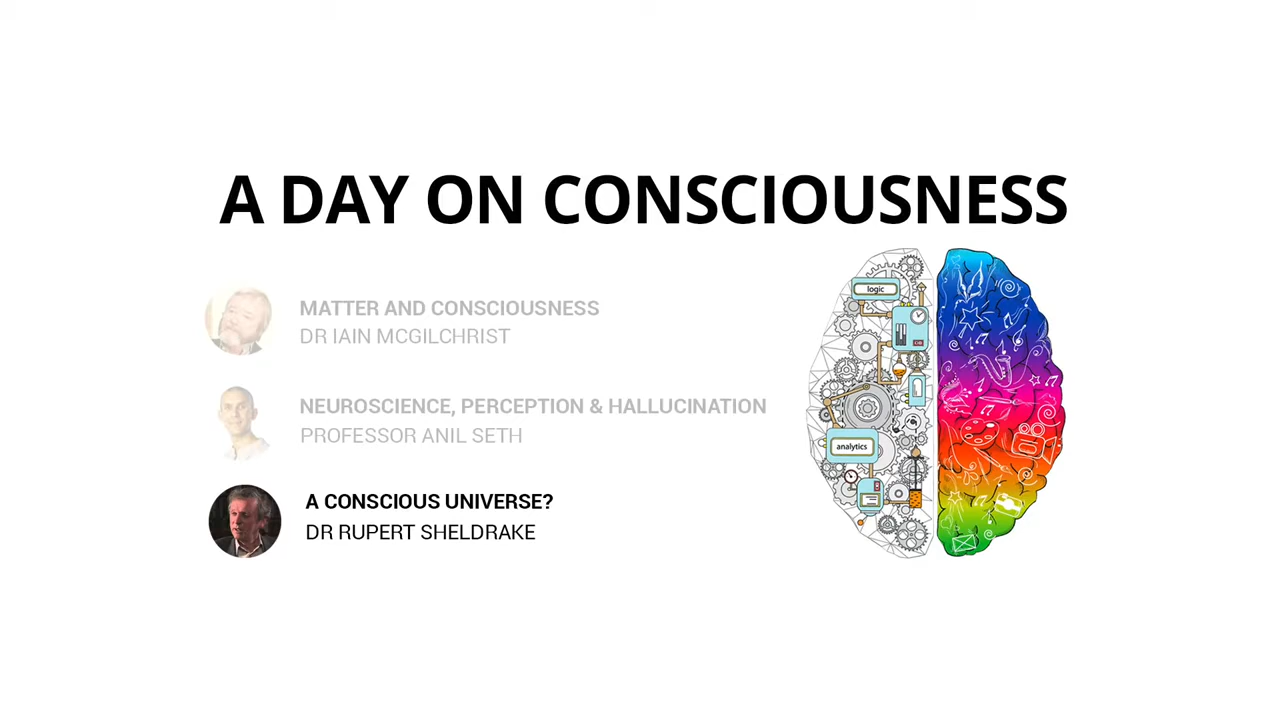 A DAY ON CONSCIOUSNESS
MATTER AND CONSCIOUSNESS
DR IAIN MCGILCHRIST
NEUROSCIENCE, PERCEPTION & HALLUCINATION
PROFESSOR ANIL SETH
A CONSCIOUS UNIVERSE?
DR RUPERT SHELDRAKE
logic
analytics